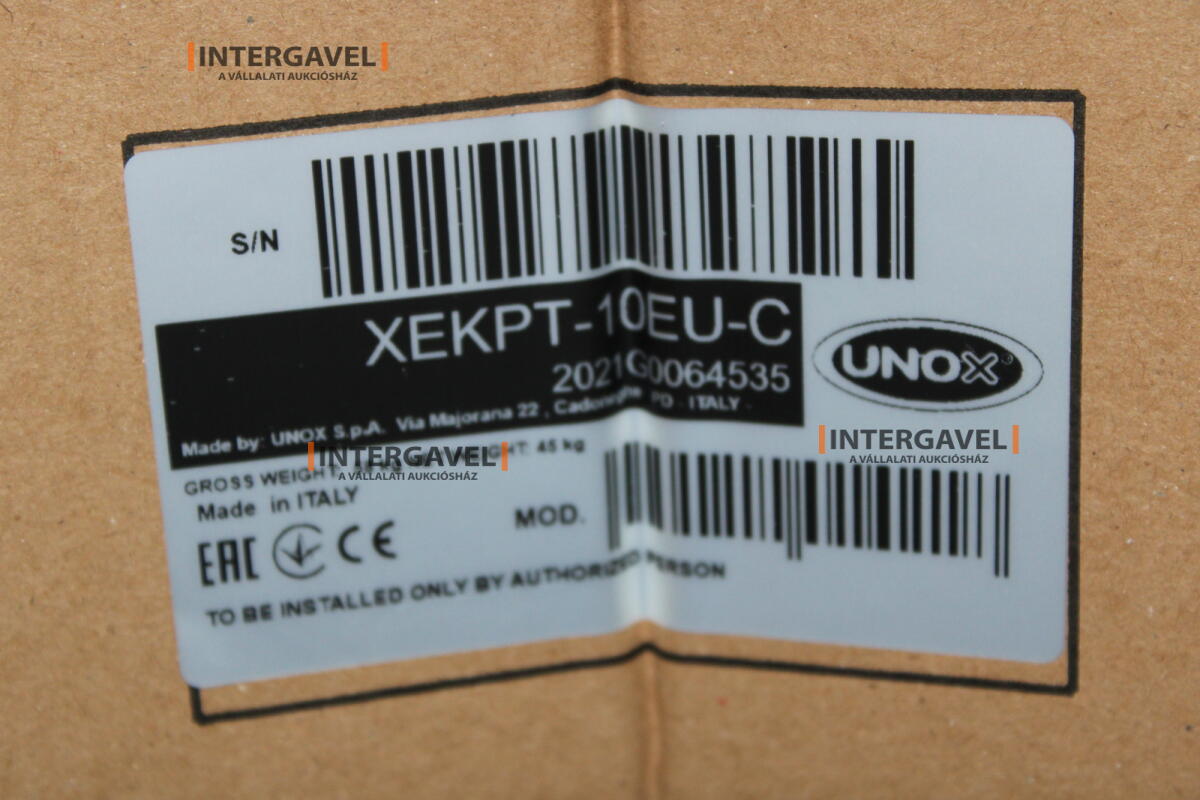 INTERGAVEL
A VÁLLALATI AUKCIÓSHÁZ
S/N
XEKPT-10EU-C
2021G0064535
Made by: UNOX S.p.A. Via Majorana 22 , Cadoneghe PD - ITALY -
UNOX
INTERGAVEL
A VÁLLALATI AUKCIÓSHÁZ
INTERGAVEL
A VÁLLALATI AUKCIÓSHÁZ
GROSS WEIGHT: 45 kg
Made in ITALY
MOD.
EAC CE
TO BE INSTALLED ONLY BY AUTHORIZED PERSON